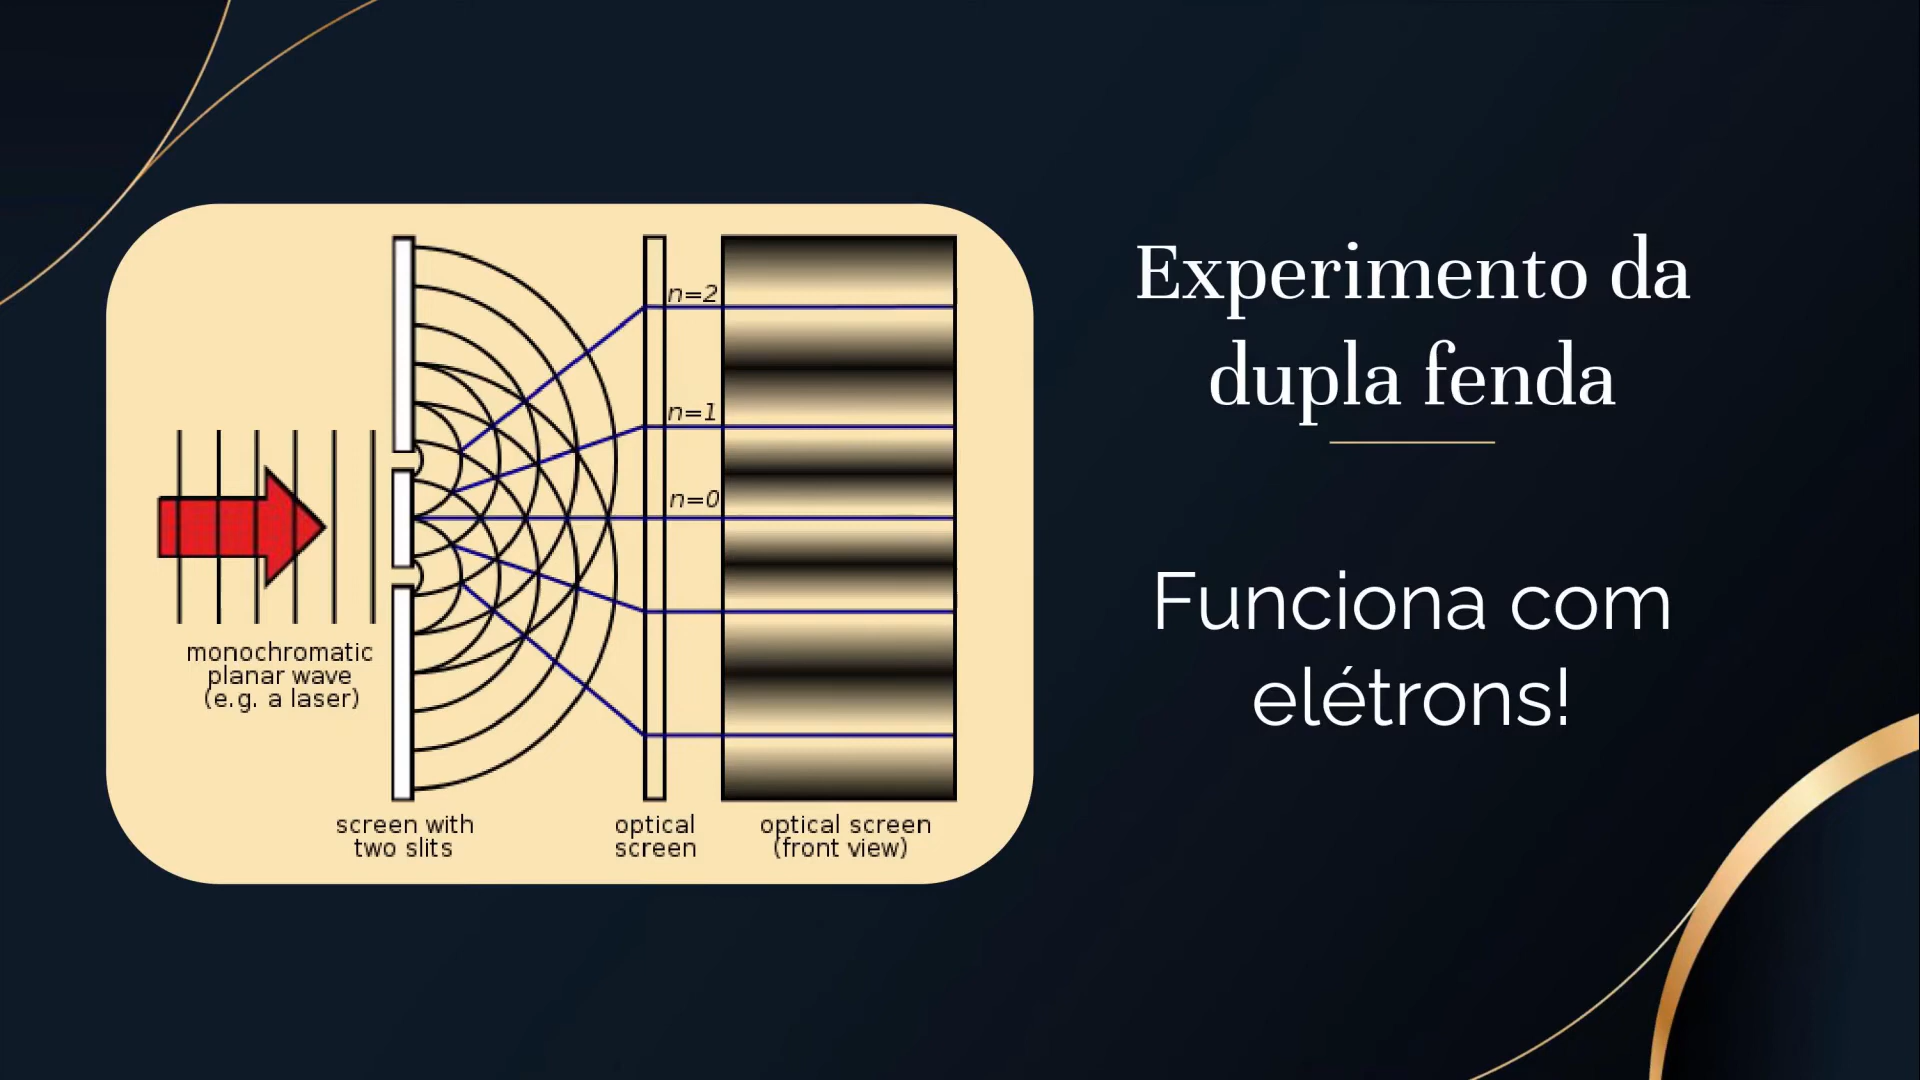 n=2
n=1
n=0
monochromatic
planar wave
(e.g. a laser)
screen with
two slits
optical
screen
optical screen
(front view)
Experimento da
dupla fenda
Funciona com
elétrons!